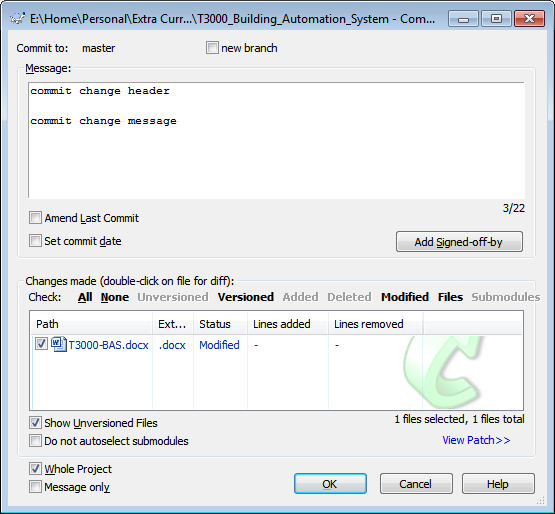 E:\Home\Personal\Extra Curr...\T3000_Building_Automation_System - Com...
Commit to: master new branch
Message:
commit change header
commit change message
3/22
Amend Last Commit
Set commit date
Add Signed-off-by
Changes made (double-click on file for diff):
Check: All None Unversioned Versioned Added Deleted Modified Files Submodules
Path Ext... Status Lines added Lines removed
T3000-BAS.docx .docx Modified - -
Show Unversioned Files
1 files selected, 1 files total
Do not autoselect submodules
View Patch>>
Whole Project
Message only
OK Cancel Help